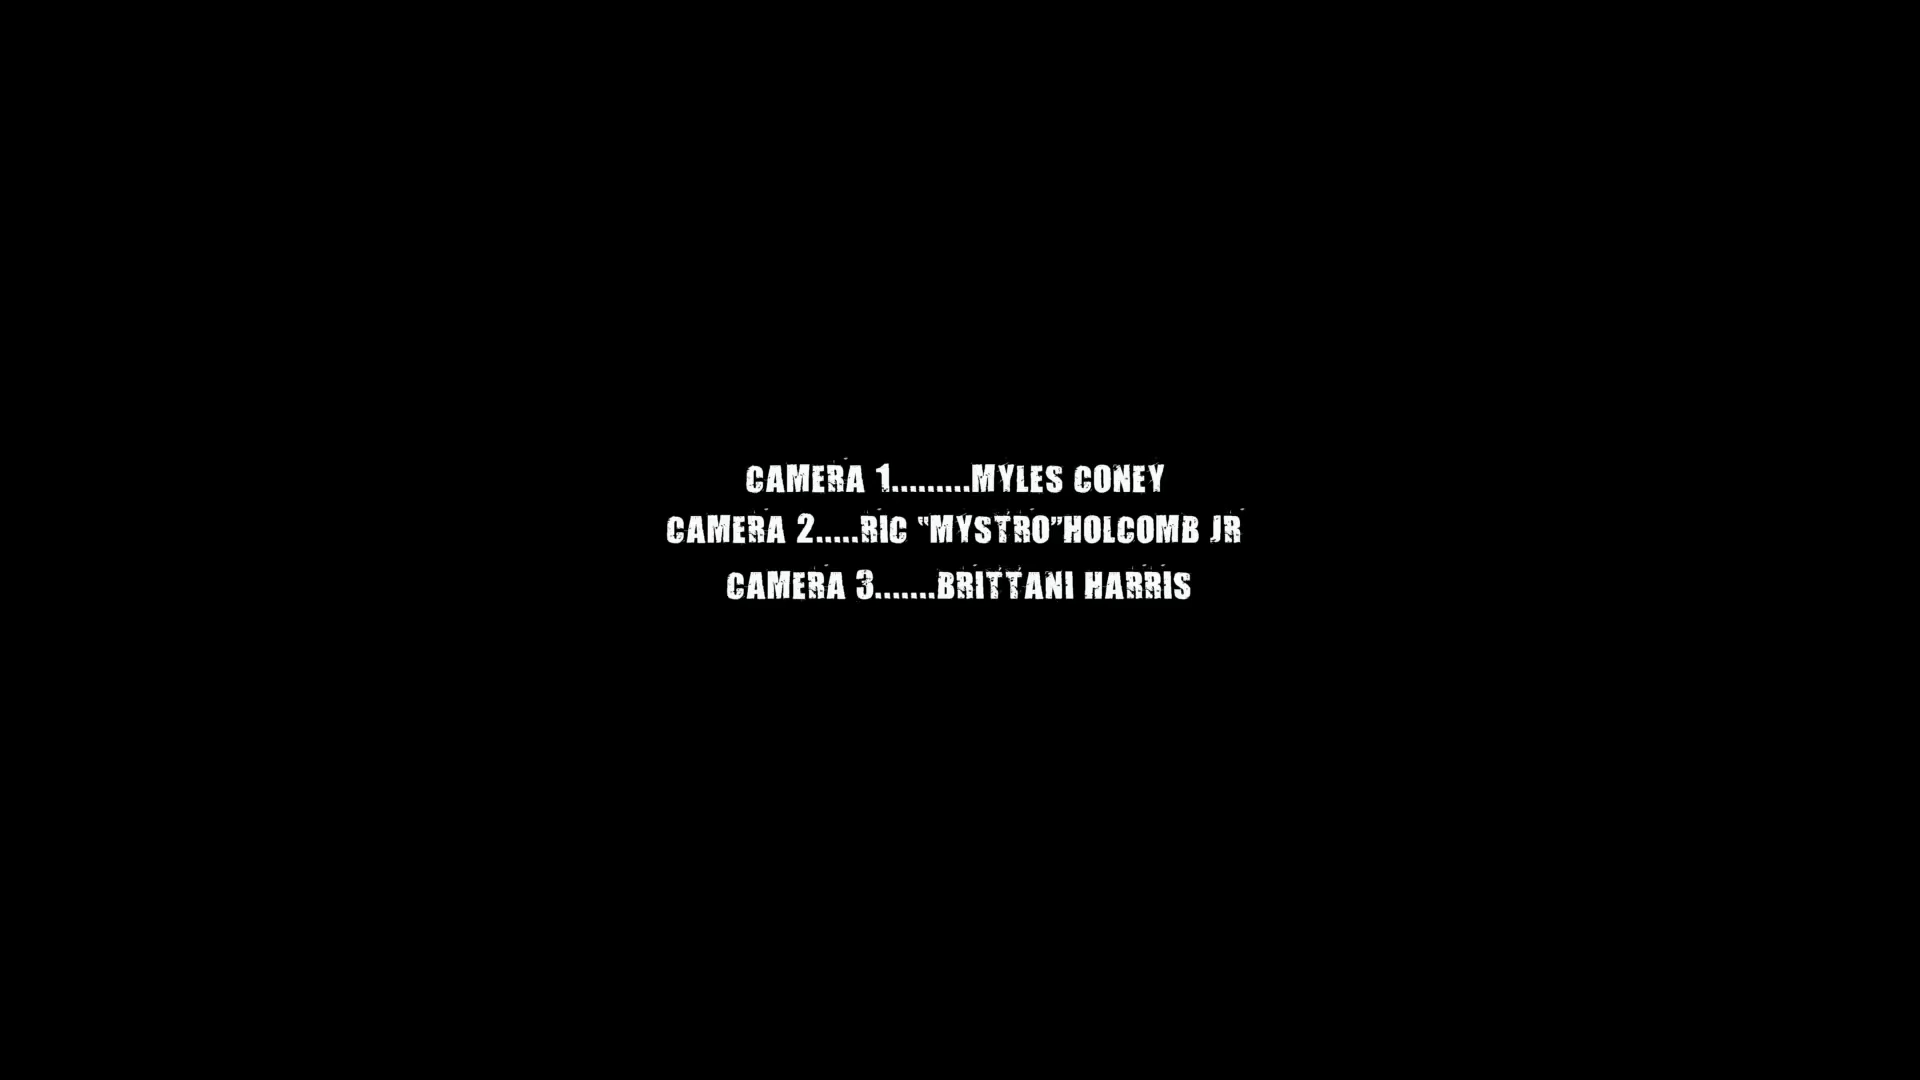 CAMERA 1.........MYLES CONEY
CAMERA 2.....RIC “MYSTRO”HOLCOMB JR
CAMERA 3.......BRITTANI HARRIS